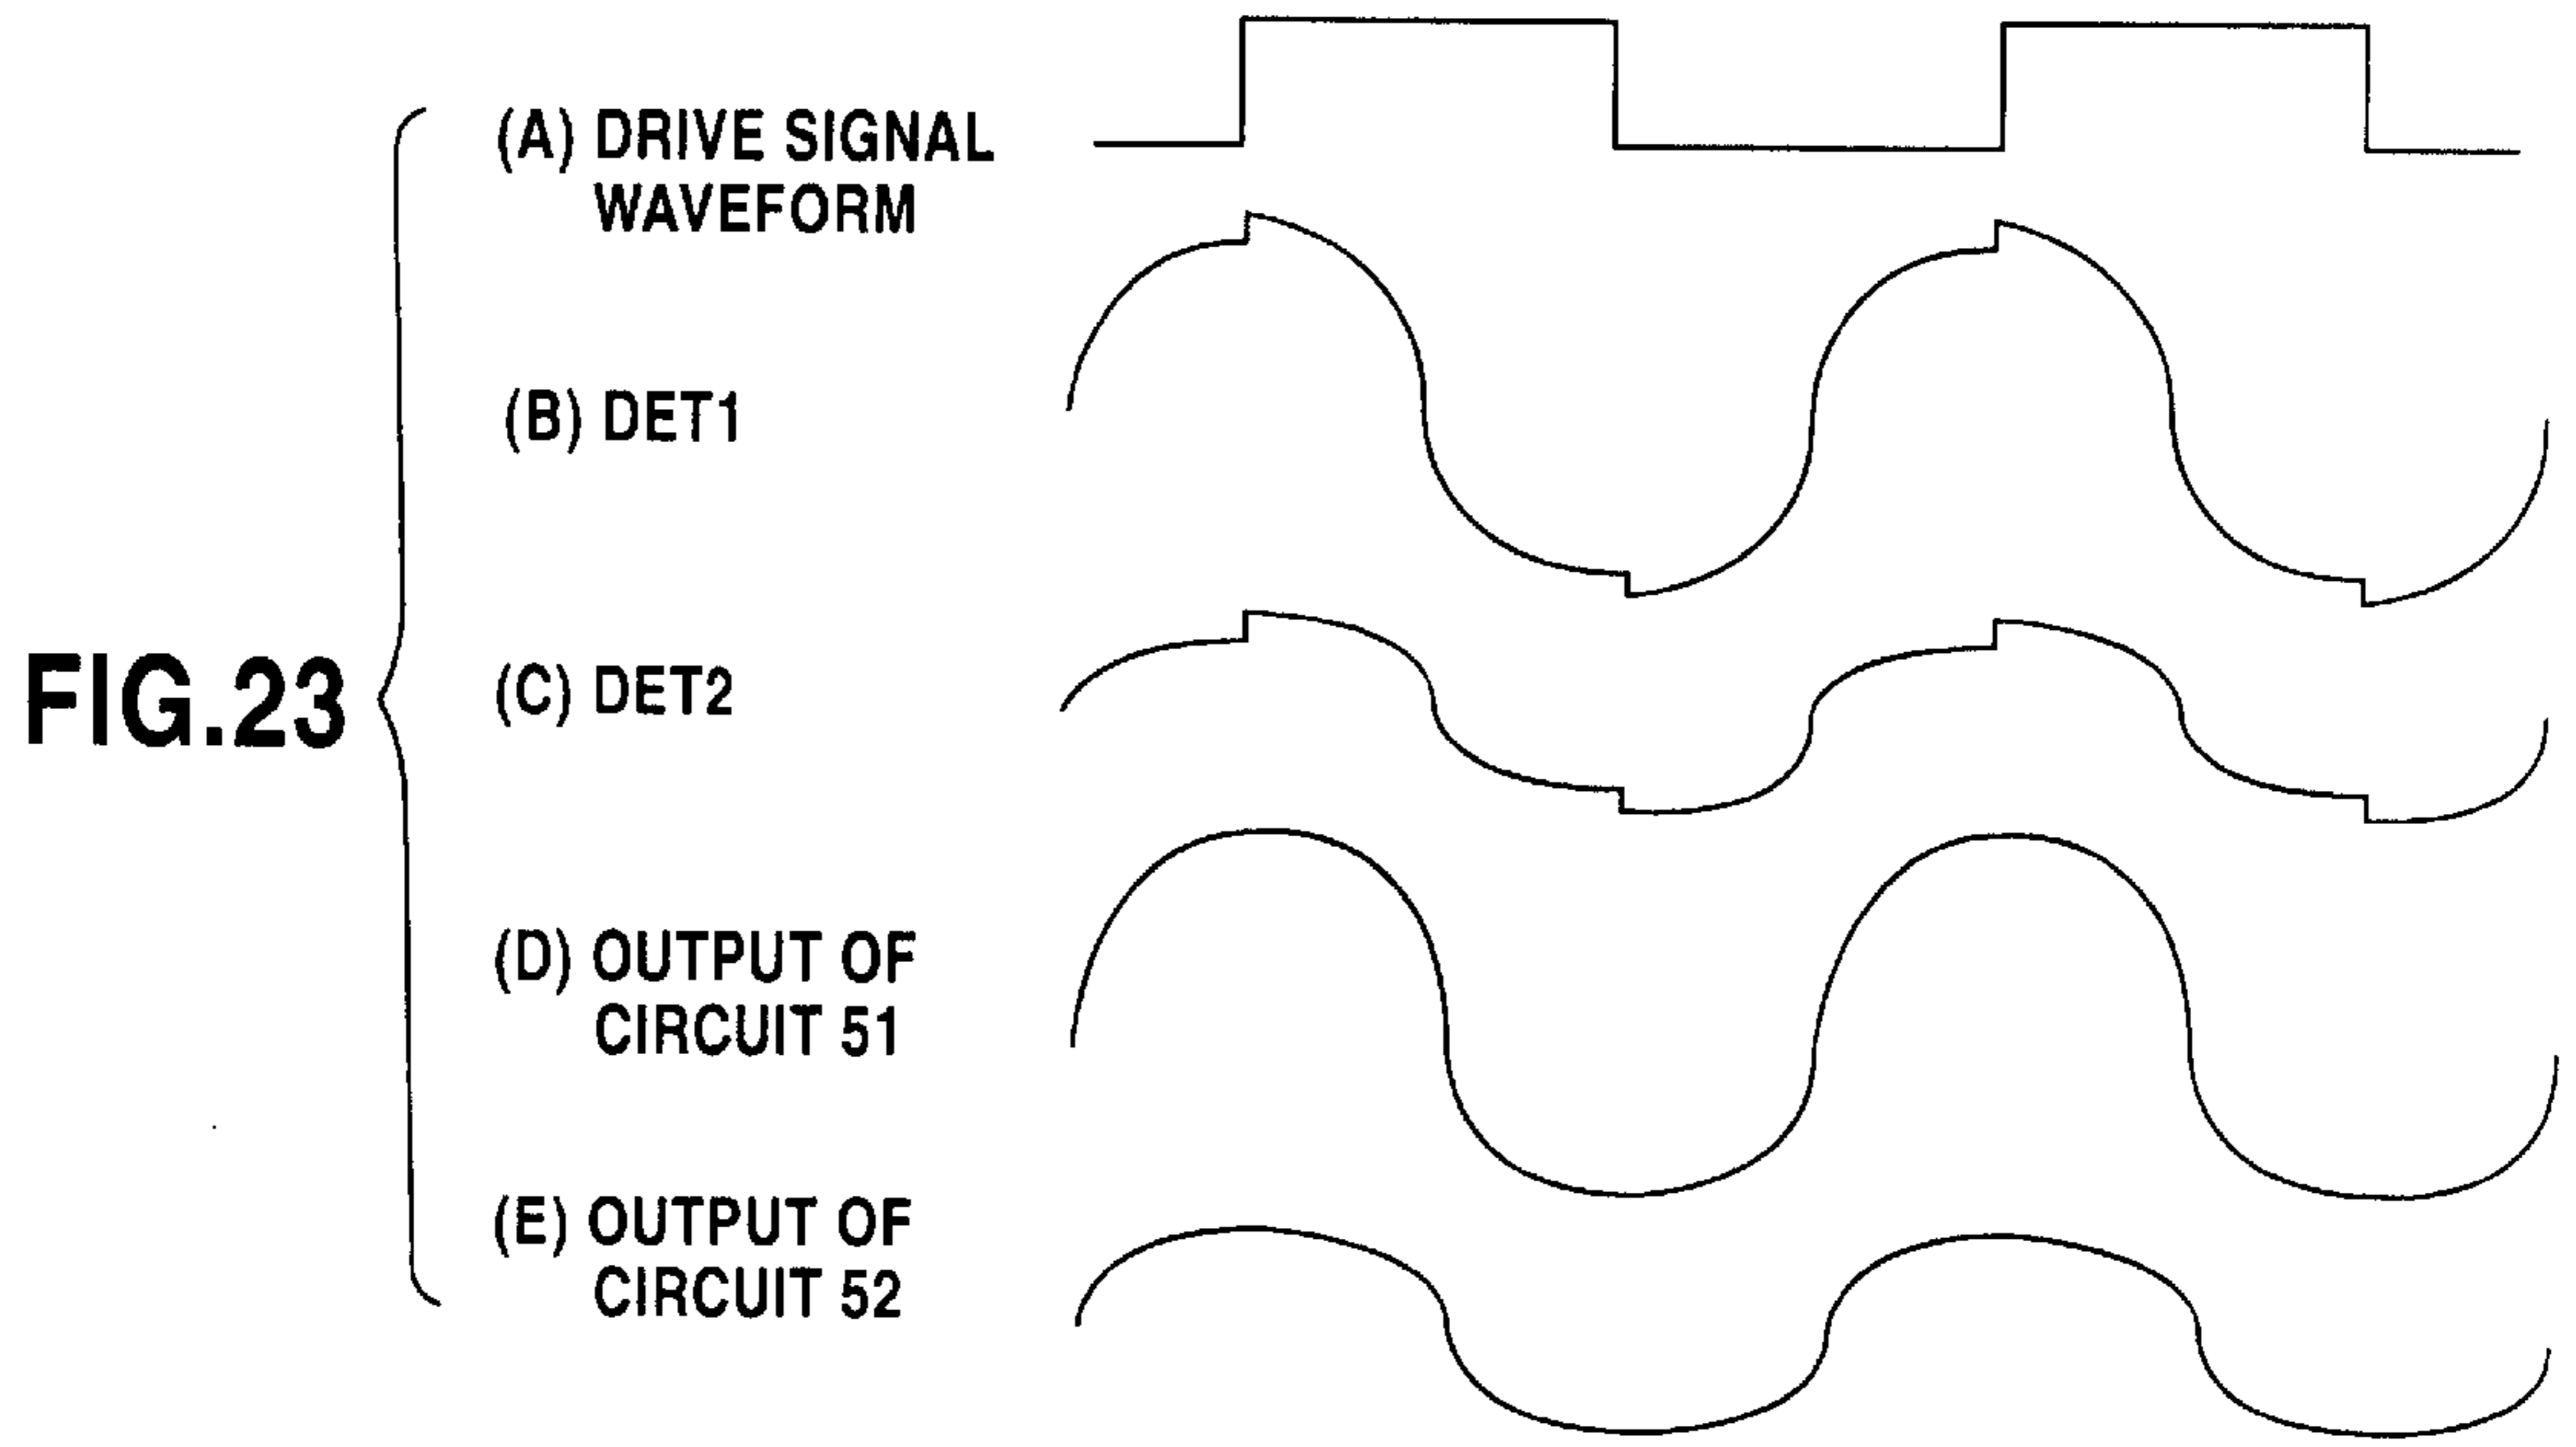 (A) DRIVE SIGNAL
WAVEFORM
(B) DET1
FIG.23
(C) DET2
(D) OUTPUT OF
CIRCUIT 51
(E) OUTPUT OF
CIRCUIT 52